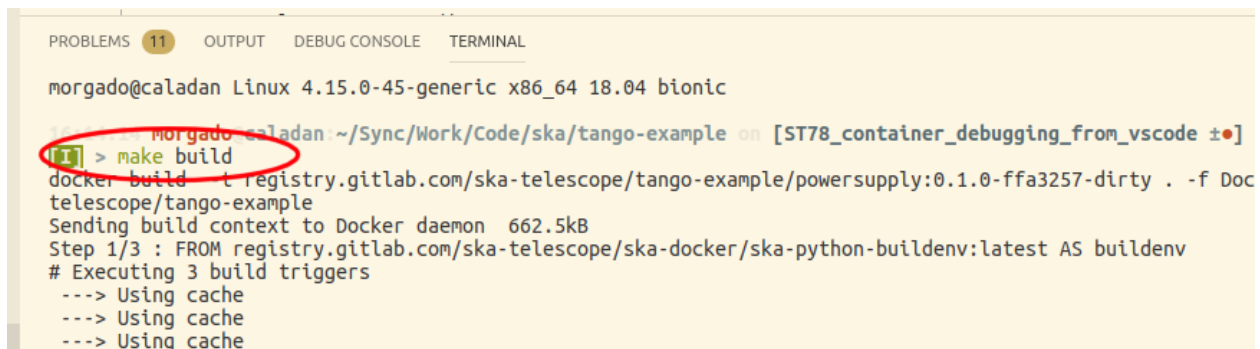 PROBLEMS 11 OUTPUT DEBUG CONSOLE TERMINAL
morgado@caladan Linux 4.15.0-45-generic x86_64 18.04 bionic
morgado@caladan:~/Sync/Work/Code/ska/tango-example on [ST78_container_debugging_from_vscode ±●]
[I] > make build
docker build -t registry.gitlab.com/ska-telescope/tango-example/powersupply:0.1.0-ffa3257-dirty . -f Doc
telescope/tango-example
Sending build context to Docker daemon 662.5kB
Step 1/3 : FROM registry.gitlab.com/ska-telescope/ska-docker/ska-python-buildenv:latest AS buildenv
# Executing 3 build triggers
---> Using cache
---> Using cache
---> Using cache